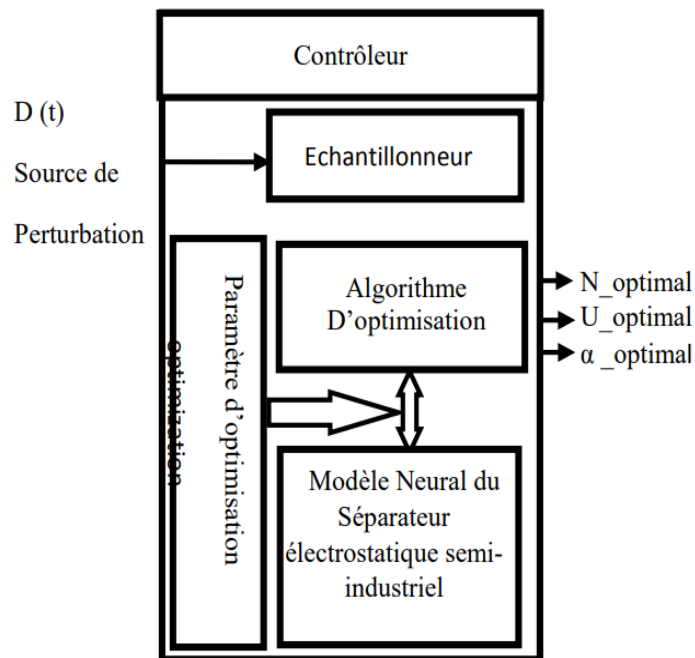 Contrôleur
D (t)
Source de
Perturbation
Echantillonneur
Paramètre d'optimisation
optimization
Algorithme
D'optimisation
N_optimal
U_optimal
α _optimal
Modèle Neural du
Séparateur
électrostatique semi-
industriel